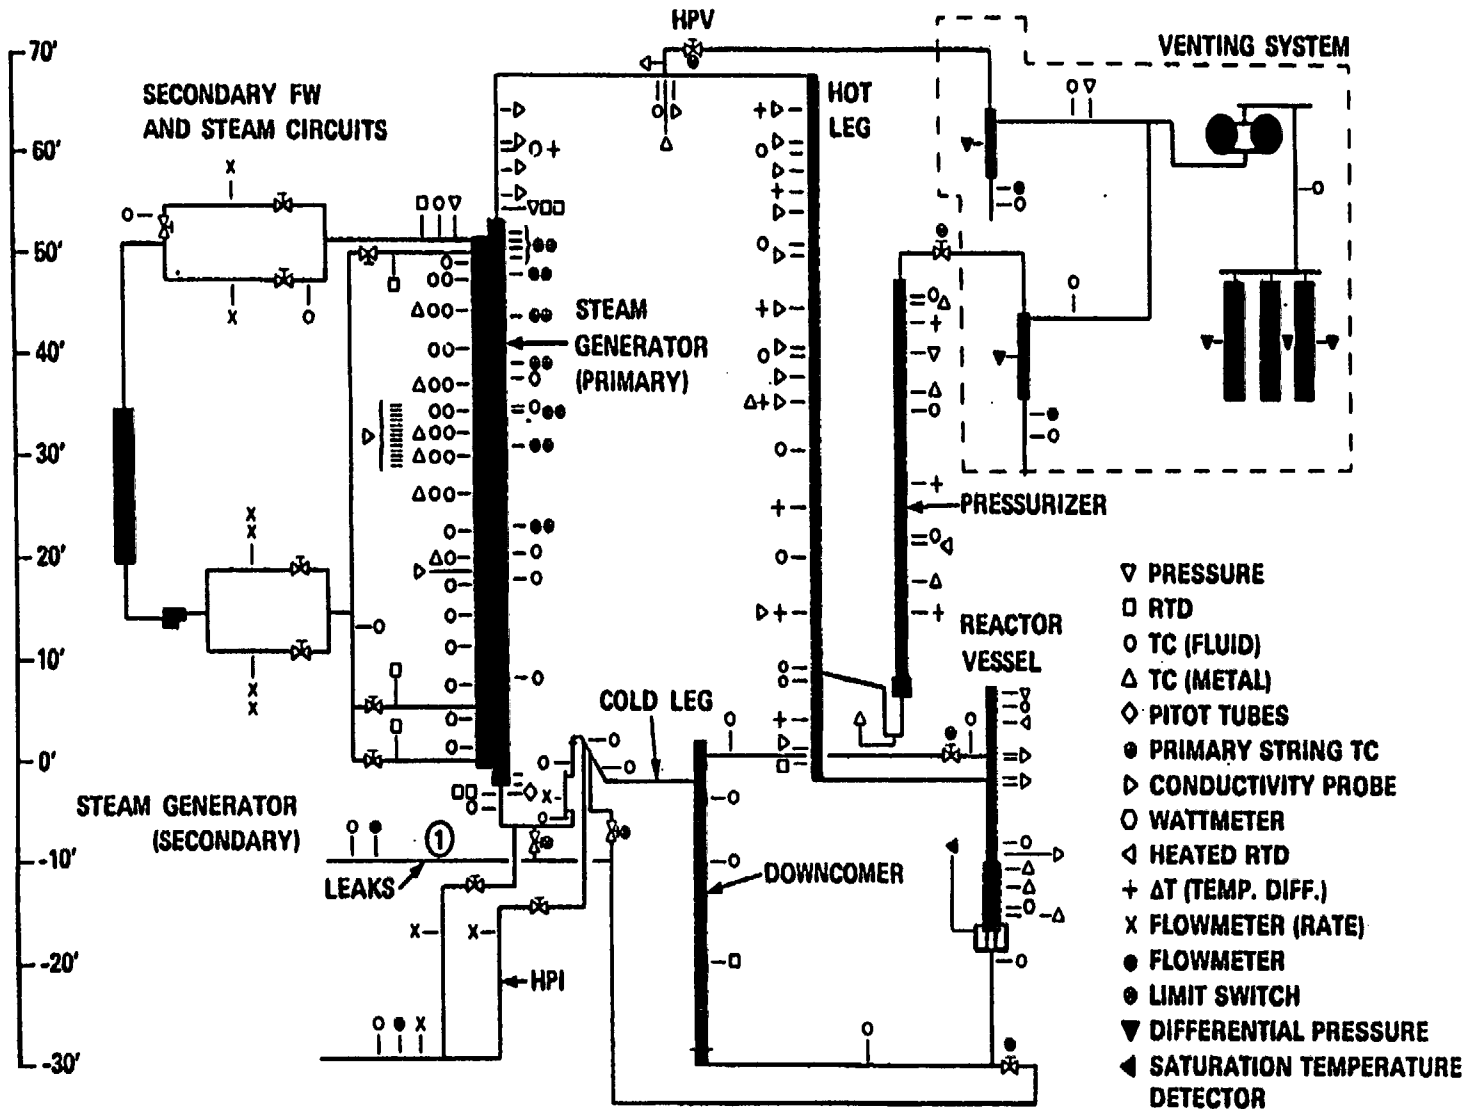 HPV
70'
VENTING SYSTEM
SECONDARY FW
AND STEAM CIRCUITS
HOT
LEG
60'
50'
STEAM
GENERATOR
(PRIMARY)
40'
30'
PRESSURIZER
20'
10'
REACTOR
VESSEL
COLD LEG
0'
STEAM GENERATOR
(SECONDARY)
1
-10'
LEAKS
DOWNCOMER
-20'
HPI
-30'
PRESSURE
RTD
TC (FLUID)
TC (METAL)
PITOT TUBES
PRIMARY STRING TC
CONDUCTIVITY PROBE
WATTMETER
HEATED RTD
+ ΔT (TEMP. DIFF.)
X FLOWMETER (RATE)
FLOWMETER
LIMIT SWITCH
DIFFERENTIAL PRESSURE
SATURATION TEMPERATURE
DETECTOR